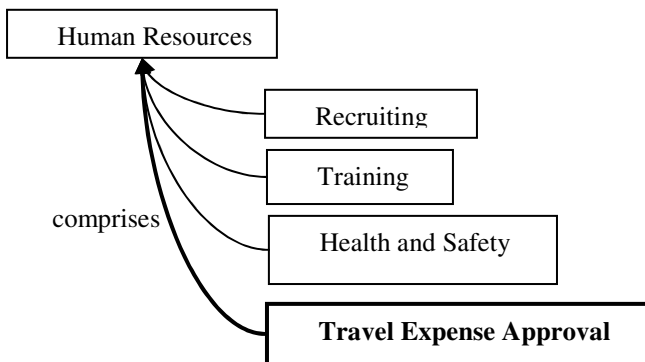 Human Resources
Recruiting
Training
comprises
Health and Safety
Travel Expense Approval